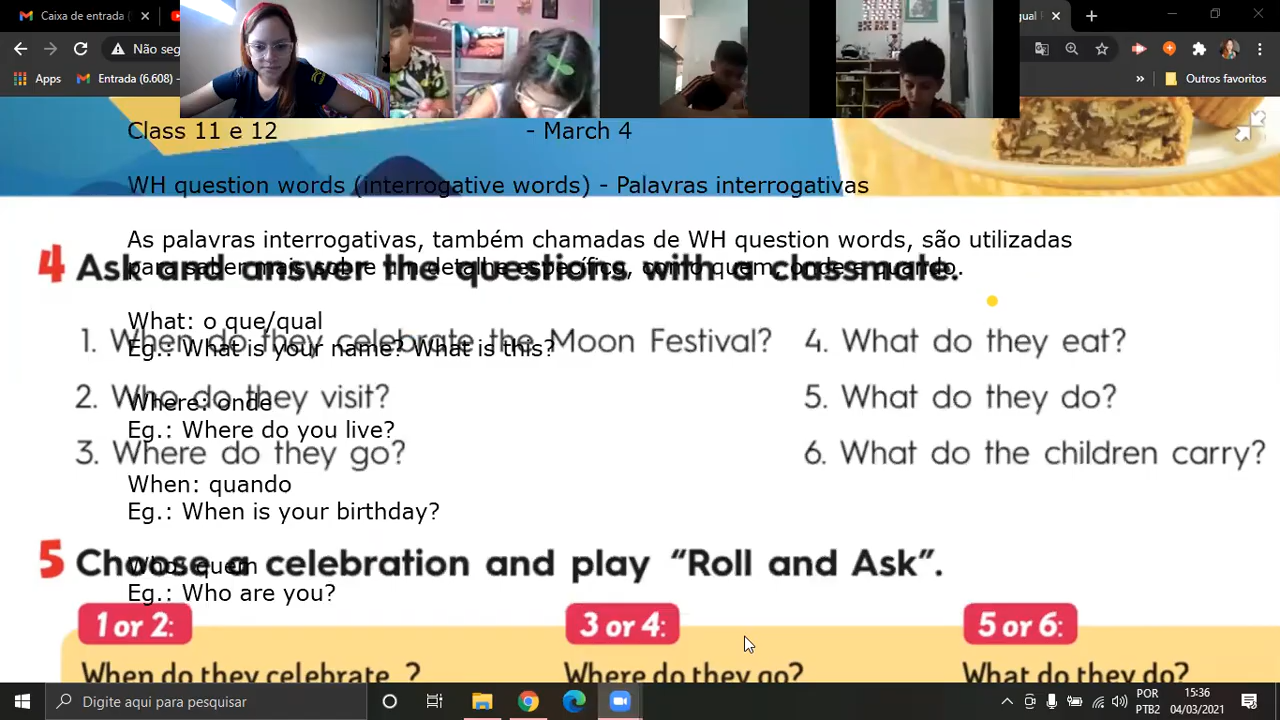 Caixa de entrada (
gual
Não seg
Apps
Entrada (6.608) -
»
Outros favoritos
Class 11 e 12 - March 4
WH question words (interrogative words) - Palavras interrogativas
As palavras interrogativas, também chamadas de WH question words, são utilizadas
para saber mais sobre um detalhe específico, como quem, onde e quando.
4 Ask and answer the questions with a classmate.
What: o que/qual
Eg.: What is your name? What is this?
1. When do they celebrate the Moon Festival?
4. What do they eat?
2. Who do they visit?
5. What do they do?
Where: onde
Eg.: Where do you live?
3. Where do they go?
6. What do the children carry?
When: quando
Eg.: When is your birthday?
5 Choose a celebration and play “Roll and Ask”.
Who: quem
Eg.: Who are you?
1 or 2:
3 or 4:
5 or 6:
When do they celebrate ?
Where do they go?
What do they do?
Digite aqui para pesquisar
POR
PTB2
15:36
04/03/2021